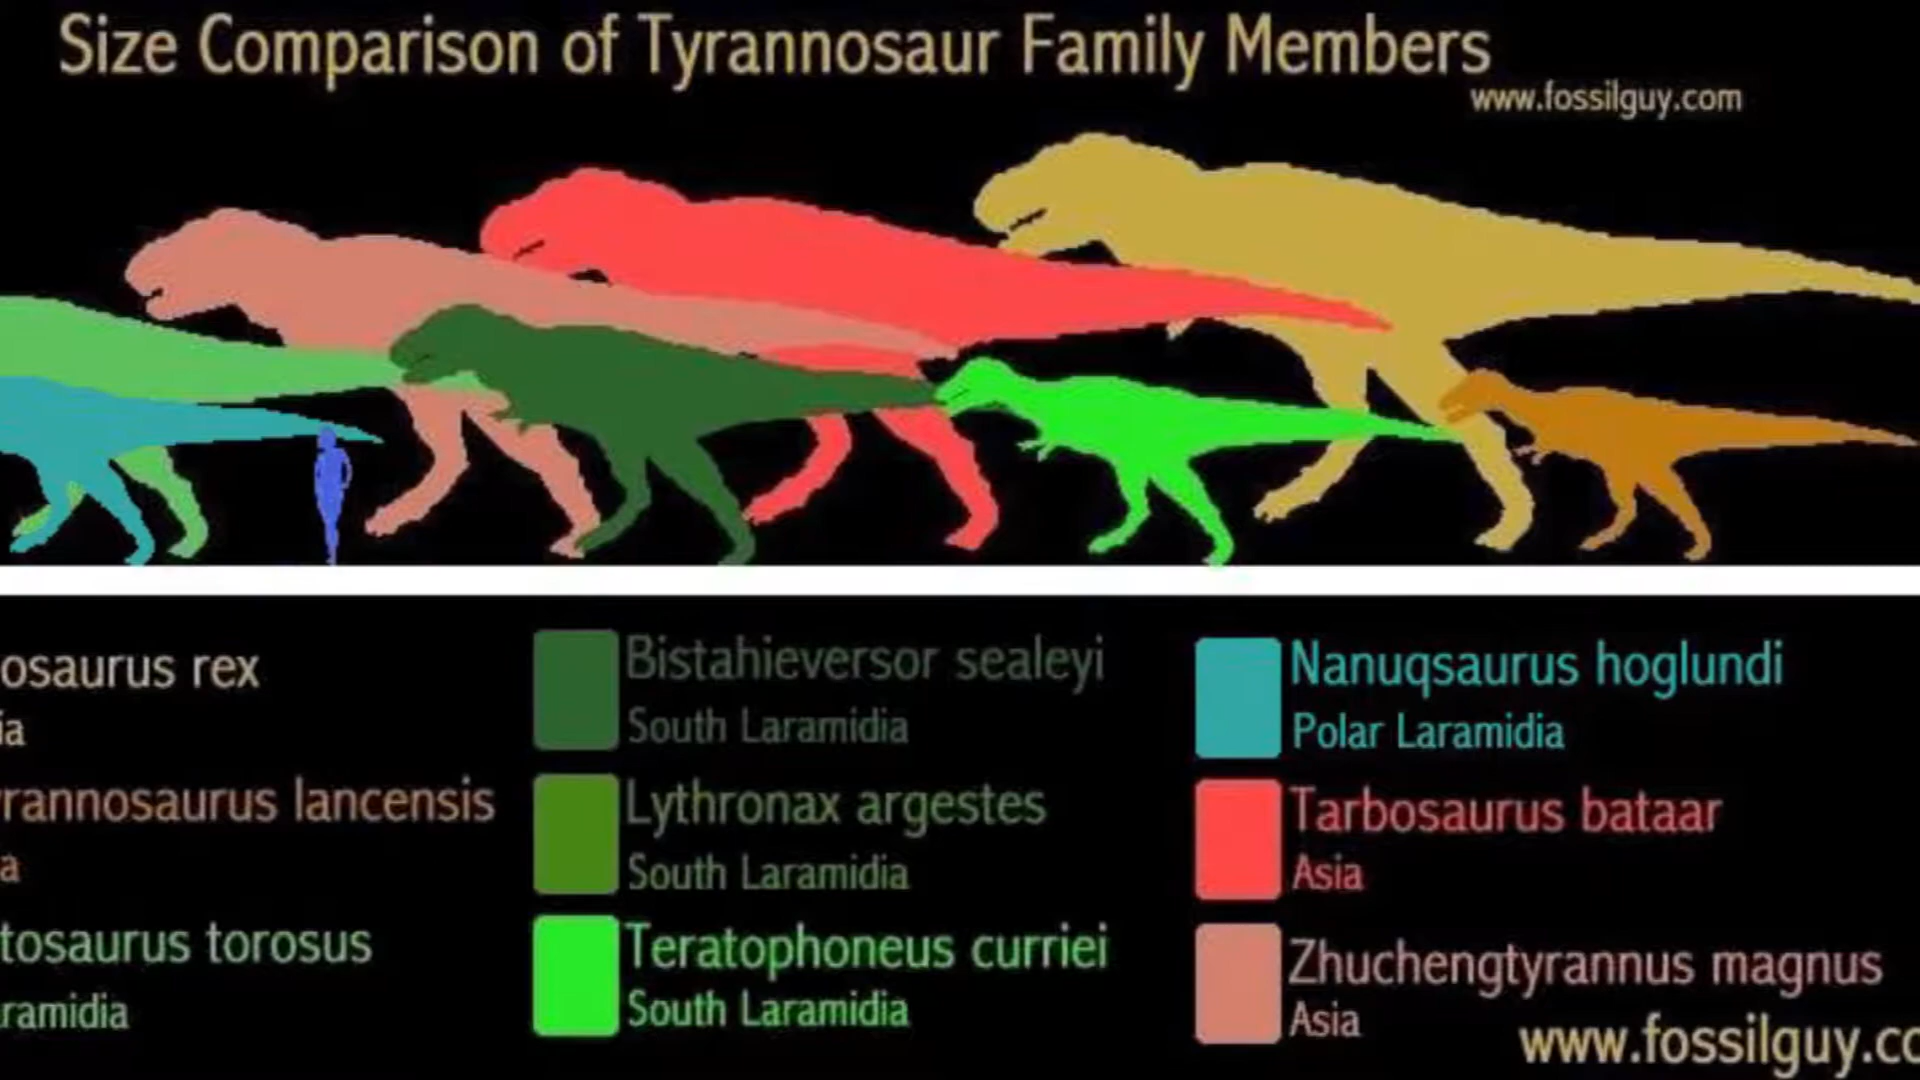 Size Comparison of Tyrannosaur Family Members
www.fossilguy.com
osaurus rex
ia
yrannosaurus lancensis
a
tosaurus torosus
ramidia
Bistahieversor sealeyi
South Laramidia
Lythronax argestes
South Laramidia
Teratophoneus curriei
South Laramidia
Nanuqsaurus hoglundi
Polar Laramidia
Tarbosaurus bataar
Asia
Zhuchengtyrannus magnus
Asia
www.fossilguy.co